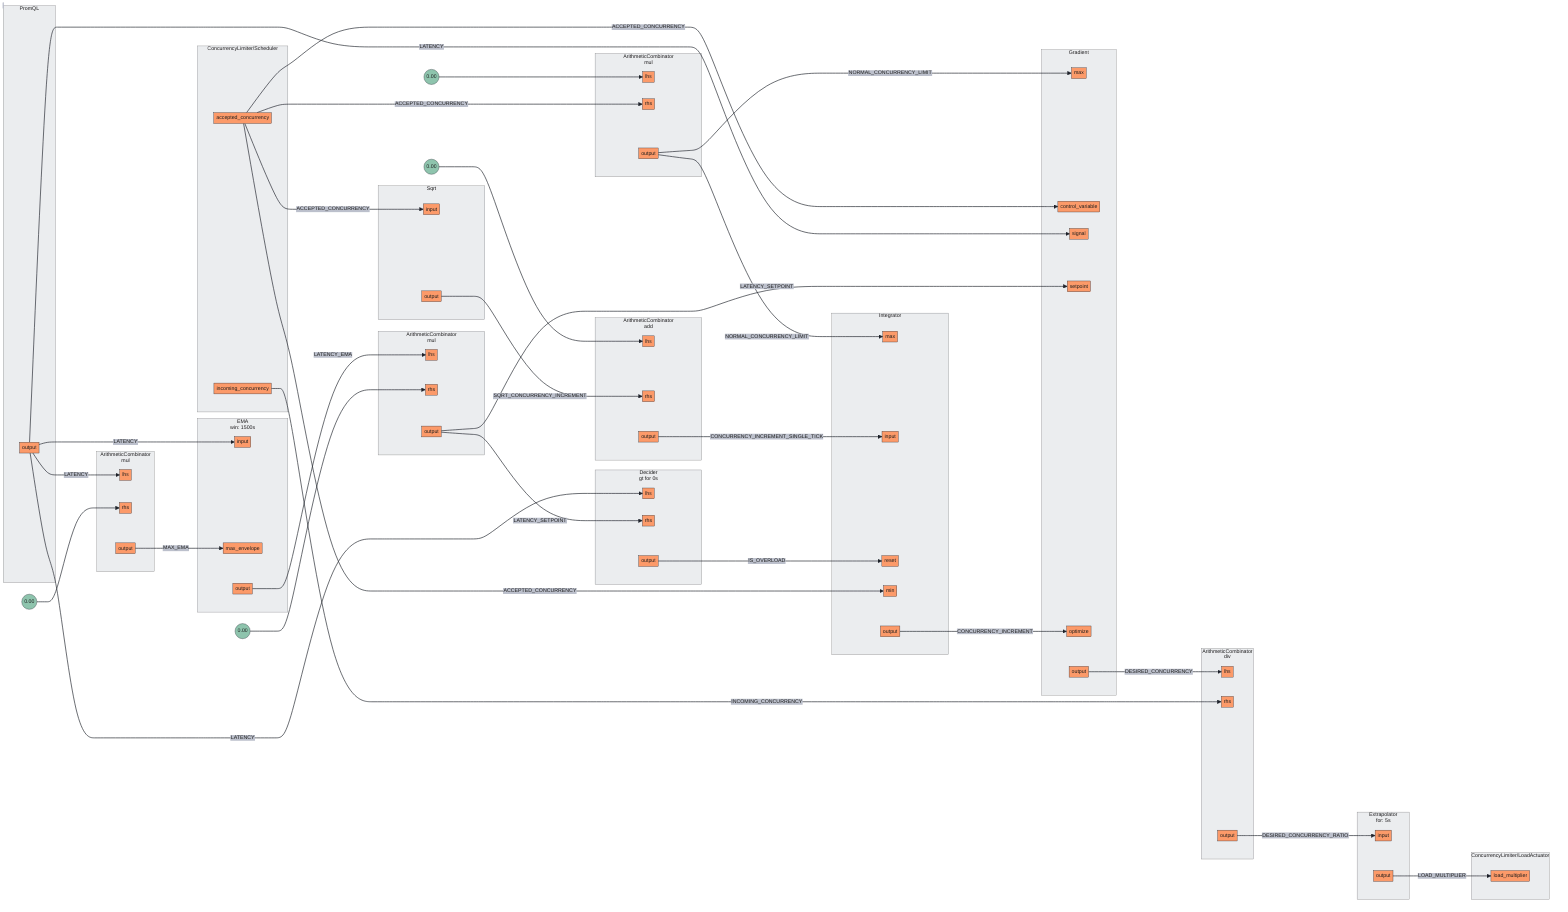 PromQL
output
LATENCY
LATENCY
LATENCY
LATENCY
ArithmeticCombinator
mul
lhs
rhs
output
0.00
MAX_EMA
ConcurrencyLimiter/Scheduler
accepted_concurrency
incoming_concurrency
ACCEPTED_CONCURRENCY
ACCEPTED_CONCURRENCY
ACCEPTED_CONCURRENCY
ACCEPTED_CONCURRENCY
INCOMING_CONCURRENCY
EMA
win: 1500s
input
max_envelope
output
0.00
LATENCY_EMA
0.00
0.00
Sqrt
input
output
SQRT_CONCURRENCY_INCREMENT
ArithmeticCombinator
mul
lhs
rhs
output
LATENCY_SETPOINT
LATENCY_SETPOINT
ArithmeticCombinator
mul
lhs
rhs
output
NORMAL_CONCURRENCY_LIMIT
NORMAL_CONCURRENCY_LIMIT
ArithmeticCombinator
add
lhs
rhs
output
CONCURRENCY_INCREMENT_SINGLE_TICK
Decider
gt for 0s
lhs
rhs
output
IS_OVERLOAD
Integrator
max
input
reset
min
output
CONCURRENCY_INCREMENT
Gradient
max
control_variable
signal
setpoint
optimize
output
DESIRED_CONCURRENCY
ArithmeticCombinator
div
lhs
rhs
output
DESIRED_CONCURRENCY_RATIO
Extrapolator
for: 5s
input
output
LOAD_MULTIPLIER
ConcurrencyLimiter/LoadActuator
load_multiplier